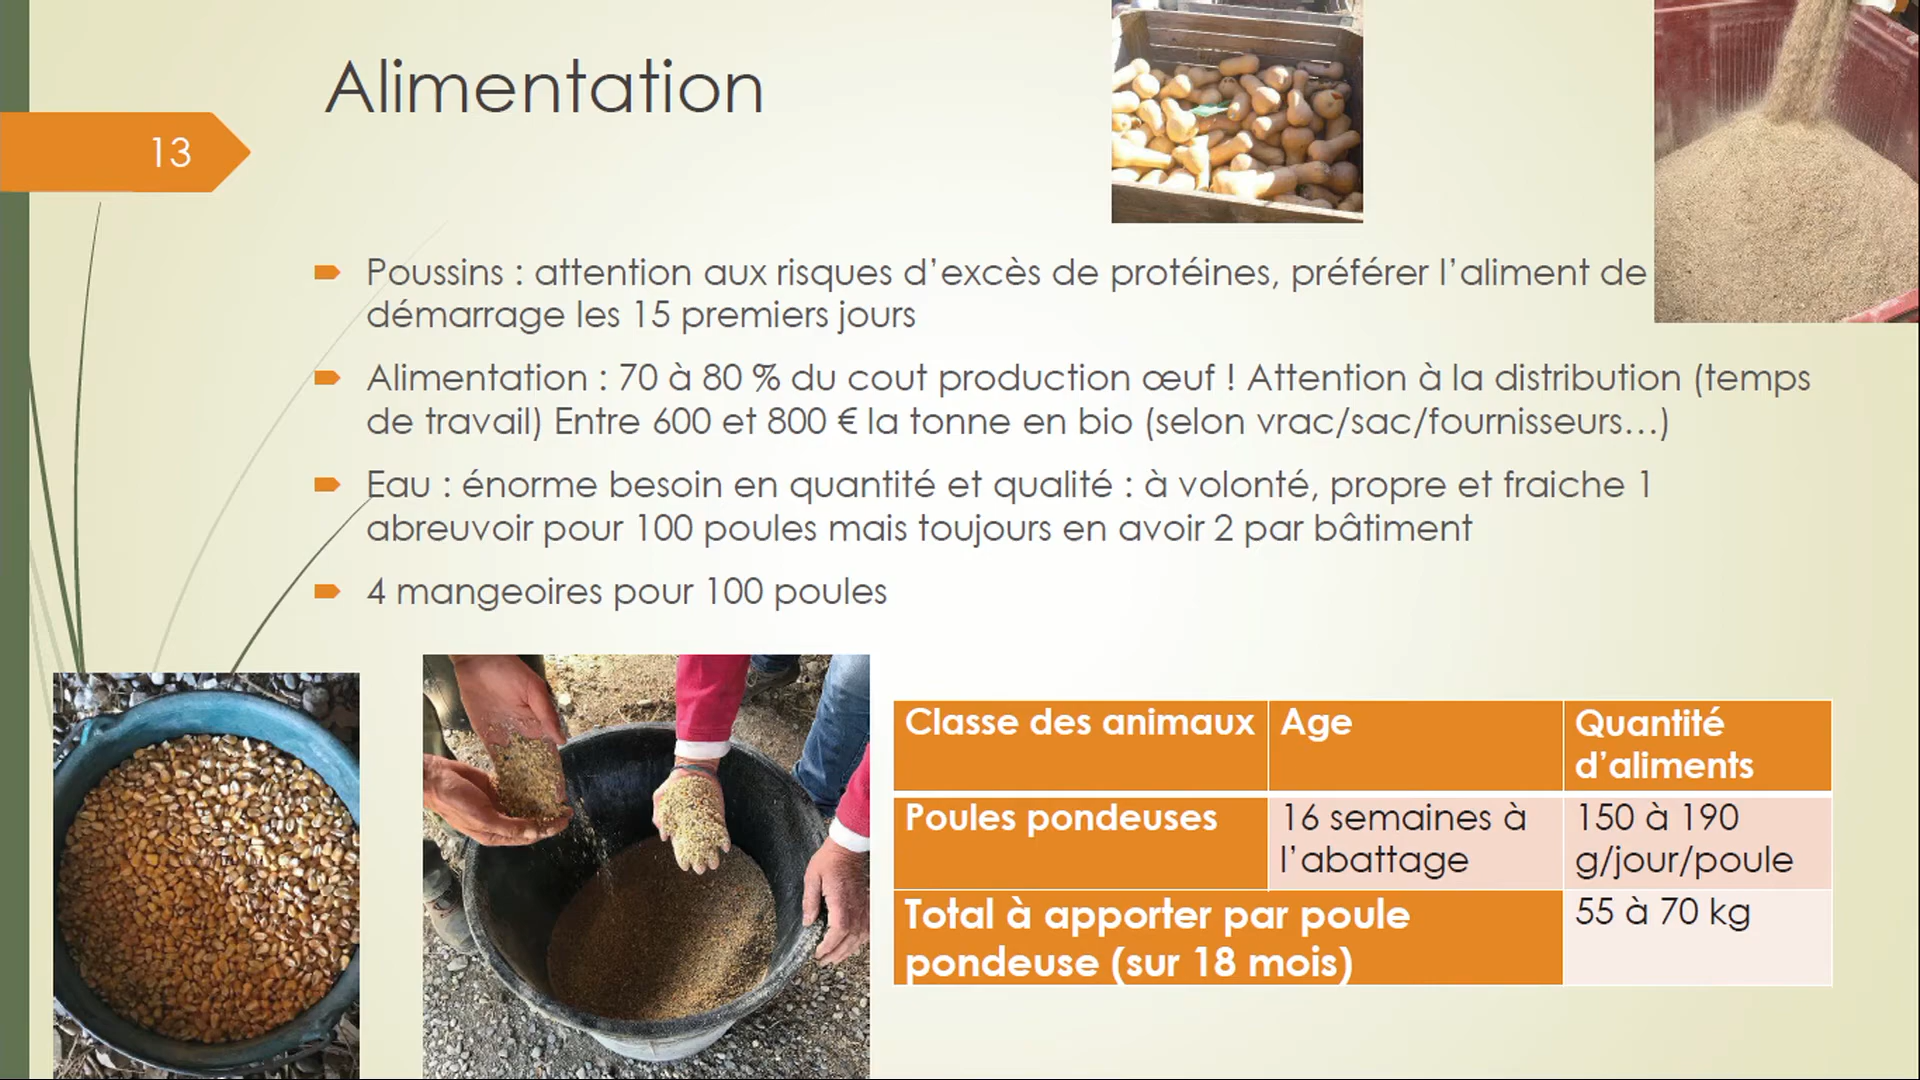 Alimentation
13
Poussins : attention aux risques d’excès de protéines, préférer l’aliment de
démarrage les 15 premiers jours
Alimentation : 70 à 80 % du cout production œuf ! Attention à la distribution (temps
de travail) Entre 600 et 800 € la tonne en bio (selon vrac/sac/fournisseurs…)
Eau : énorme besoin en quantité et qualité : à volonté, propre et fraiche 1
abreuvoir pour 100 poules mais toujours en avoir 2 par bâtiment
4 mangeoires pour 100 poules
Classe des animaux
Age
Quantité
d’aliments
Poules pondeuses
16 semaines à
l’abattage
150 à 190
g/jour/poule
Total à apporter par poule
pondeuse (sur 18 mois)
55 à 70 kg